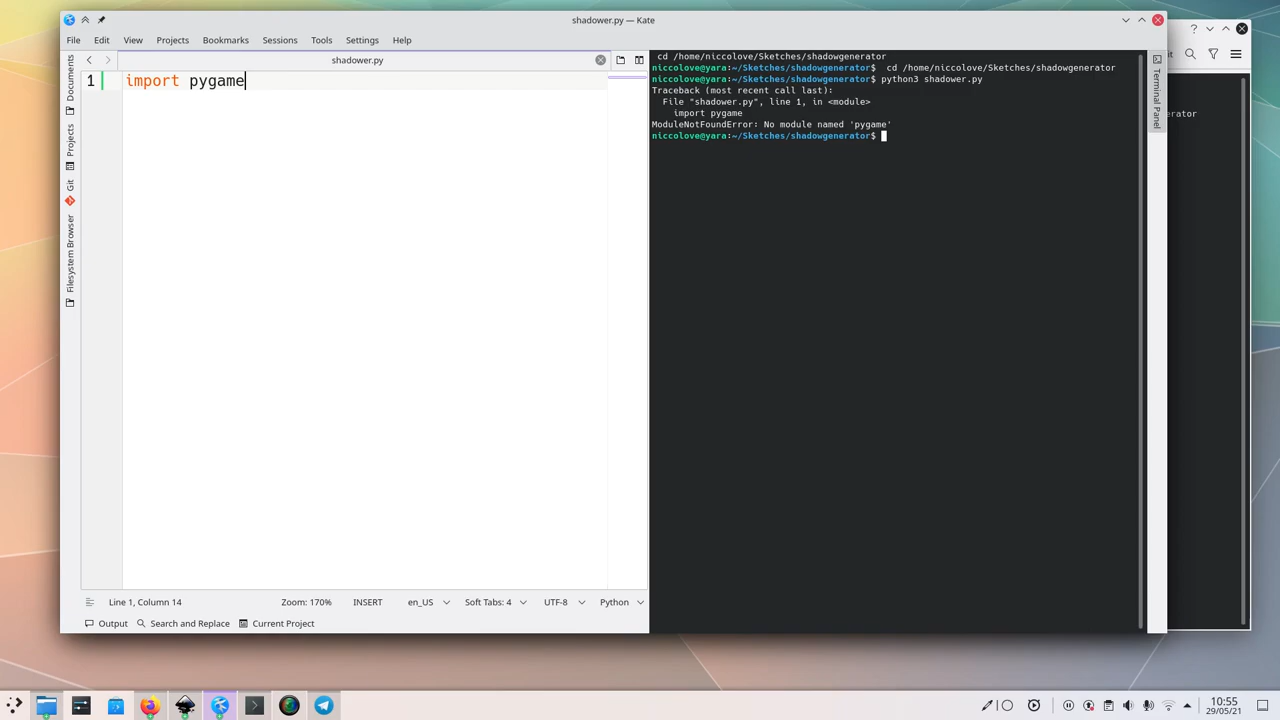 shadower.py — Kate
File Edit View Projects Bookmarks Sessions Tools Settings Help
shadower.py
Documents
Projects
Git
Filesystem Browser
1 import pygame
cd /home/niccolove/Sketches/shadowgenerator
niccolove@yara:~/Sketches/shadowgenerator$  cd /home/niccolove/Sketches/shadowgenerator
niccolove@yara:~/Sketches/shadowgenerator$ python3 shadower.py
Traceback (most recent call last):
  File "shadower.py", line 1, in <module>
    import pygame
ModuleNotFoundError: No module named 'pygame'
niccolove@yara:~/Sketches/shadowgenerator$
Terminal Panel
erator
Line 1, Column 14 Zoom: 170% INSERT en_US Soft Tabs: 4 UTF-8 Python
Output Search and Replace Current Project
10:55
29/05/21